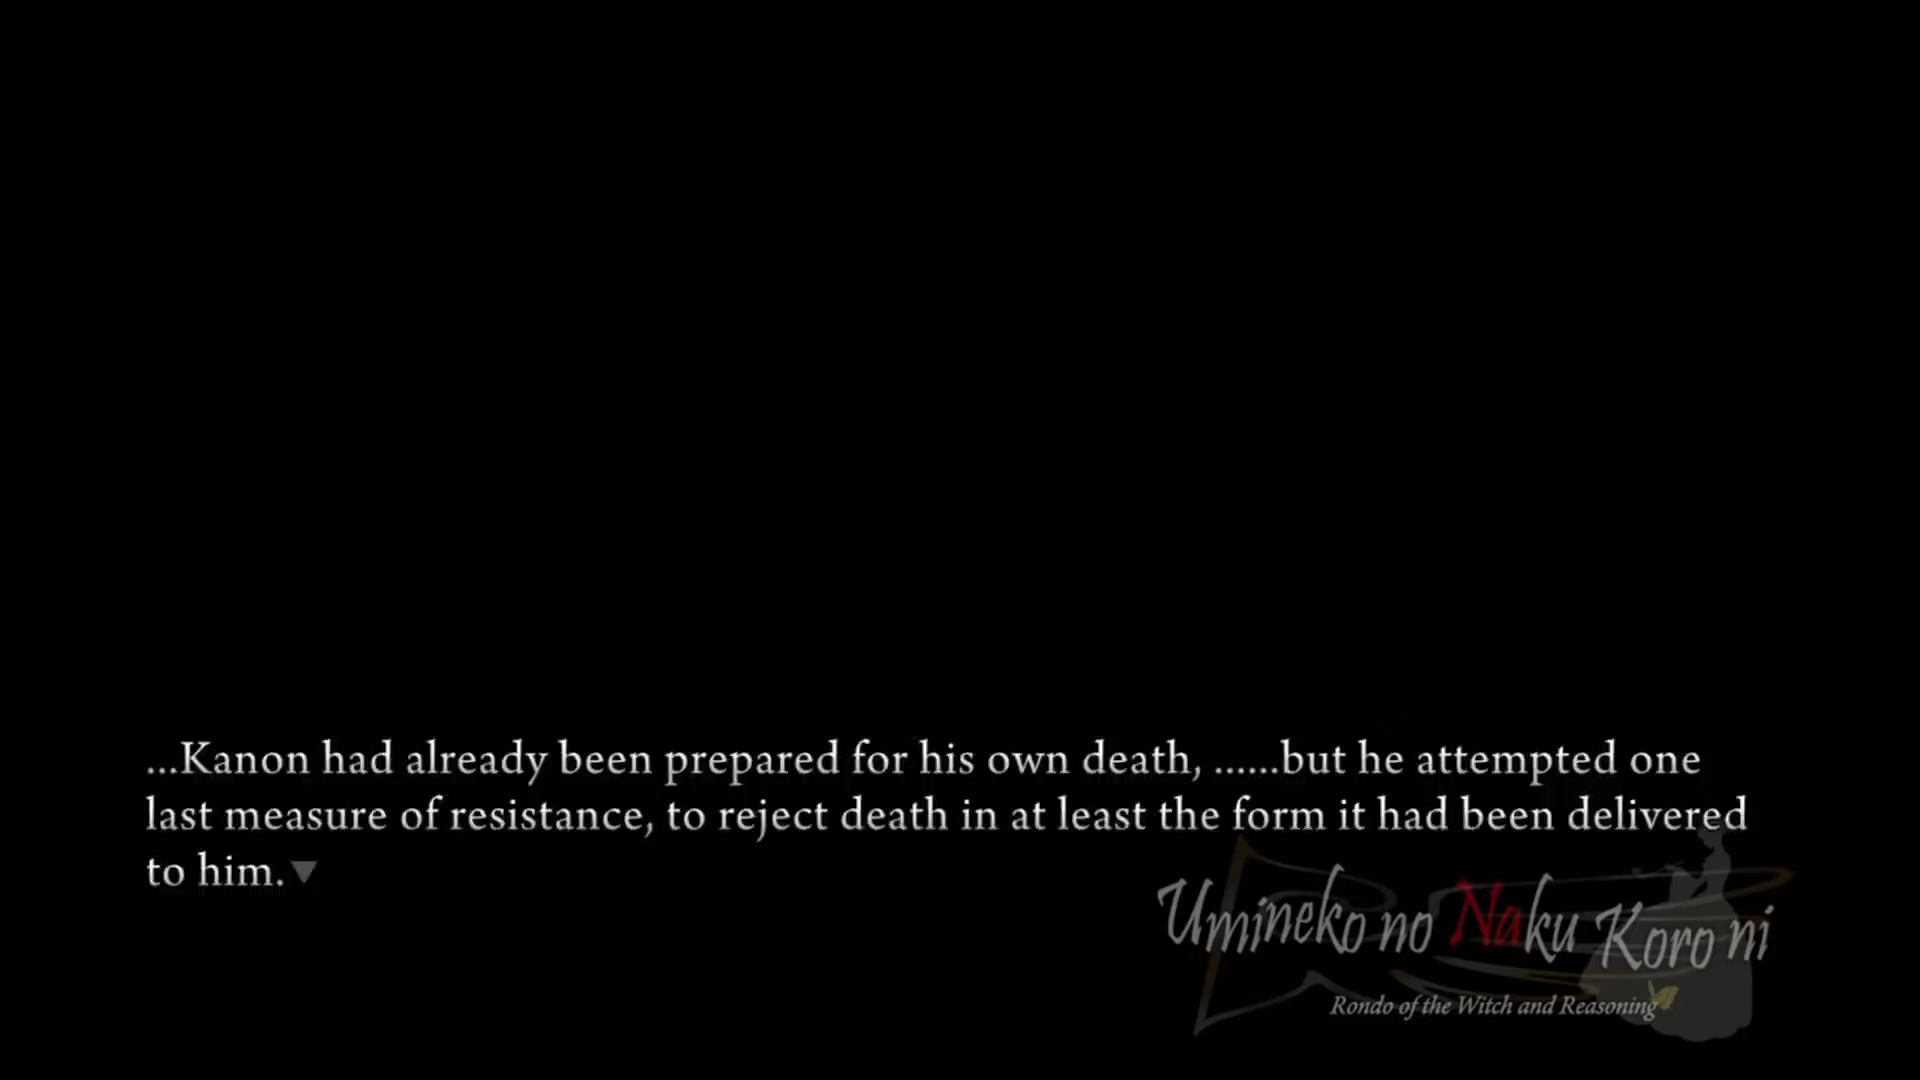 ...Kanon had already been prepared for his own death, ......but he attempted one
last measure of resistance, to reject death in at least the form it had been delivered
to him.
Umineko no Naku Koro ni
Rondo of the Witch and Reasoning